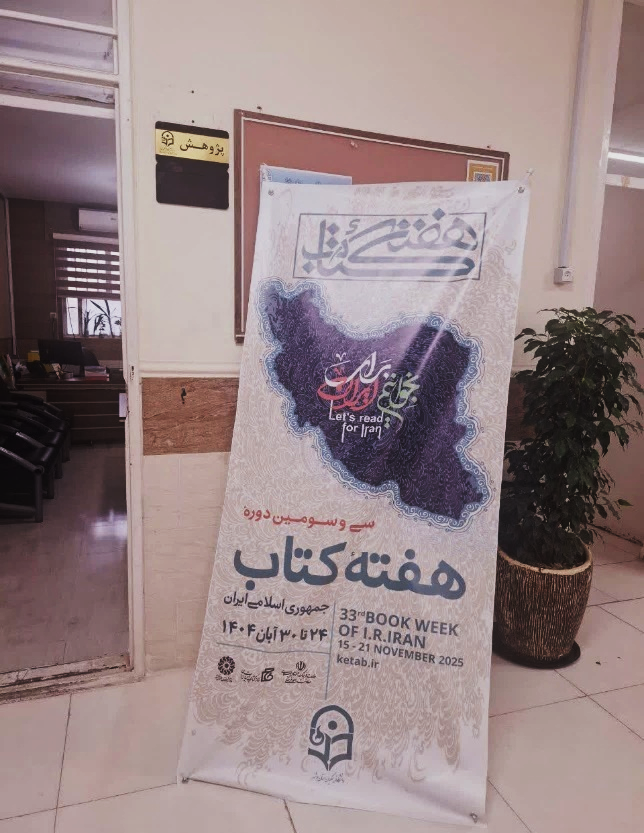 پژوهش
هفتهٔ
کتاب
بخوانیم
برای
ایران
Let's read
for Iran
سی و سومین دورهٔ
هفتهٔ کتاب
جمهوری اسلامی ایران
۲۴ تا ۳۰ آبان ۱۴۰۴
33rd BOOK WEEK
OF I.R.IRAN
15 - 21 NOVEMBER 2025
ketab.ir